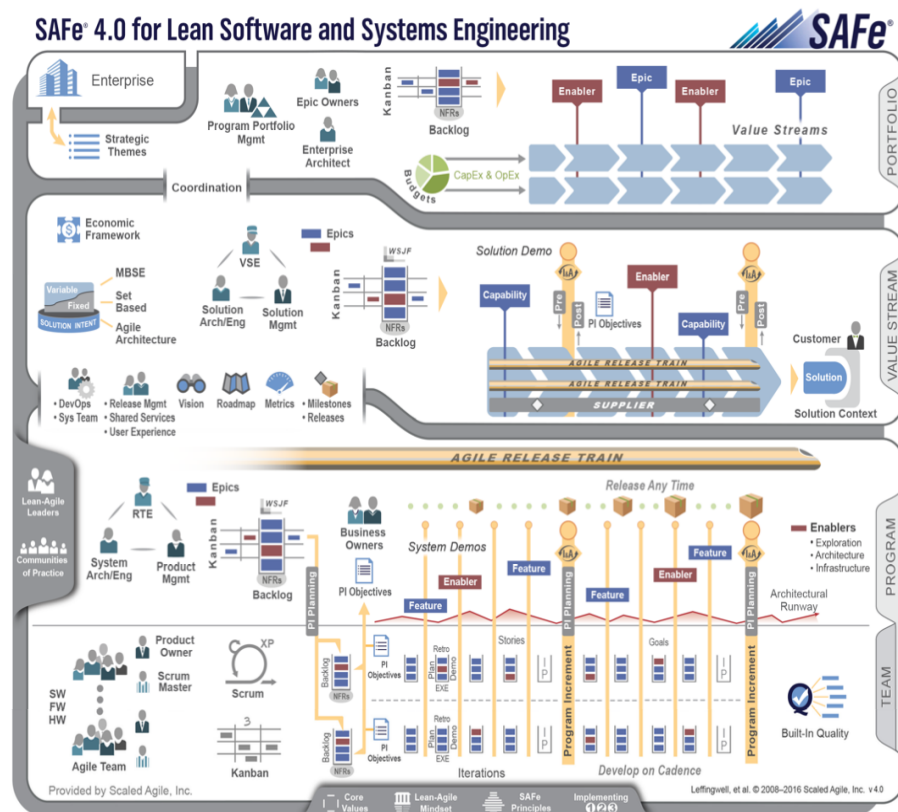 SAFe® 4.0 for Lean Software and Systems Engineering
SAFe®
Enterprise
Strategic
Themes
Program Portfolio
Mgmt
Epic Owners
Enterprise
Architect
Kanban
NFRs
Backlog
Enabler
Epic
Enabler
Epic
Value Streams
Budgets
CapEx & OpEx
PORTFOLIO
Coordination
Economic
Framework
Variable
Fixed
SOLUTION INTENT
MBSE
Set
Based
Agile
Architecture
VSE
Solution
Arch/Eng
Solution
Mgmt
Epics
Kanban
WSJF
NFRs
Backlog
Solution Demo
Capability
Pre
Post
I&A
PI Objectives
Enabler
Capability
Pre
Post
I&A
AGILE RELEASE TRAIN
AGILE RELEASE TRAIN
SUPPLIER
Customer
Solution
Solution Context
VALUE STREAM
• DevOps
• Sys Team
• Release Mgmt
• Shared Services
• User Experience
Vision
Roadmap
Metrics
• Milestones
• Releases
AGILE RELEASE TRAIN
Release Any Time
Lean-Agile
Leaders
Communities
of Practice
RTE
System
Arch/Eng
Product
Mgmt
Epics
Kanban
WSJF
NFRs
Backlog
PI Planning
Business
Owners
PI Objectives
System Demos
Feature
Enabler
Feature
I&A
PI Planning
Feature
Enabler
Feature
I&A
PI Planning
Enablers
• Exploration
• Architecture
• Infrastructure
Architectural
Runway
PROGRAM
SW
FW
HW
Product
Owner
Scrum
Master
Agile Team
XP
Scrum
3
Kanban
Backlog
NFRs
PI
Objectives
Plan
Retro
EXE
Demo
Stories
IP
Program Increment
Goals
IP
Program Increment
Backlog
NFRs
PI
Objectives
Plan
Retro
EXE
Demo
IP
IP
Iterations
Develop on Cadence
Q
Built-In Quality
TEAM
Provided by Scaled Agile, Inc.
Leffingwell, et al. © 2008–2016 Scaled Agile, Inc. v4.0
Core
Values
Lean-Agile
Mindset
SAFe
Principles
Implementing
1 2 3